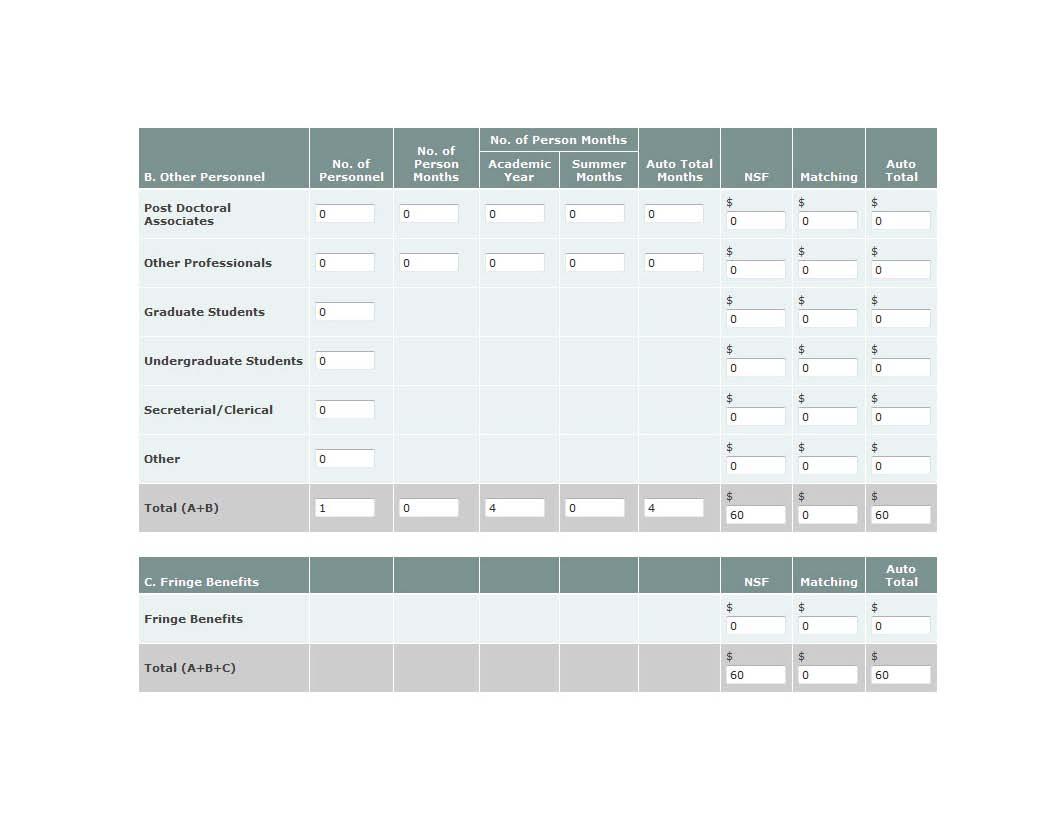 No. of Person Months
B. Other Personnel No. of Personnel No. of Person Months Academic Year Summer Months Auto Total Months NSF Matching Auto Total
Post Doctoral Associates 0 0 0 0 0 $ 0 $ 0 $ 0
Other Professionals 0 0 0 0 0 $ 0 $ 0 $ 0
Graduate Students 0 $ 0 $ 0 $ 0
Undergraduate Students 0 $ 0 $ 0 $ 0
Secreterial/Clerical 0 $ 0 $ 0 $ 0
Other 0 $ 0 $ 0 $ 0
Total (A+B) 1 0 4 0 4 $ 60 $ 0 $ 60
C. Fringe Benefits NSF Matching Auto Total
Fringe Benefits $ 0 $ 0 $ 0
Total (A+B+C) $ 60 $ 0 $ 60